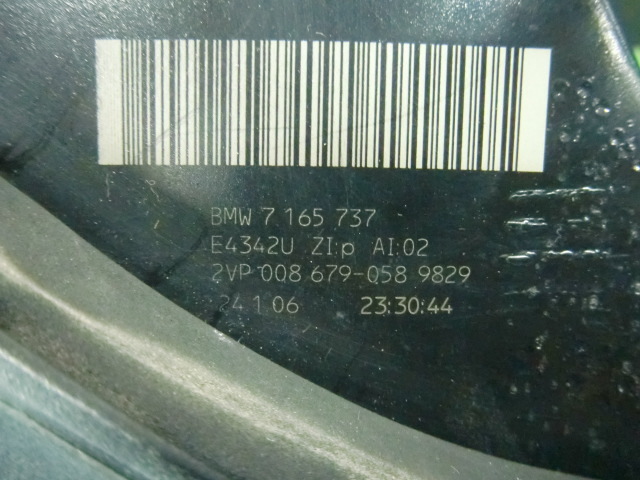 BMW 7 165 737
E4342U ZI:p AI:02
2VP 008 679-058 9829
24 1 06 23:30:44